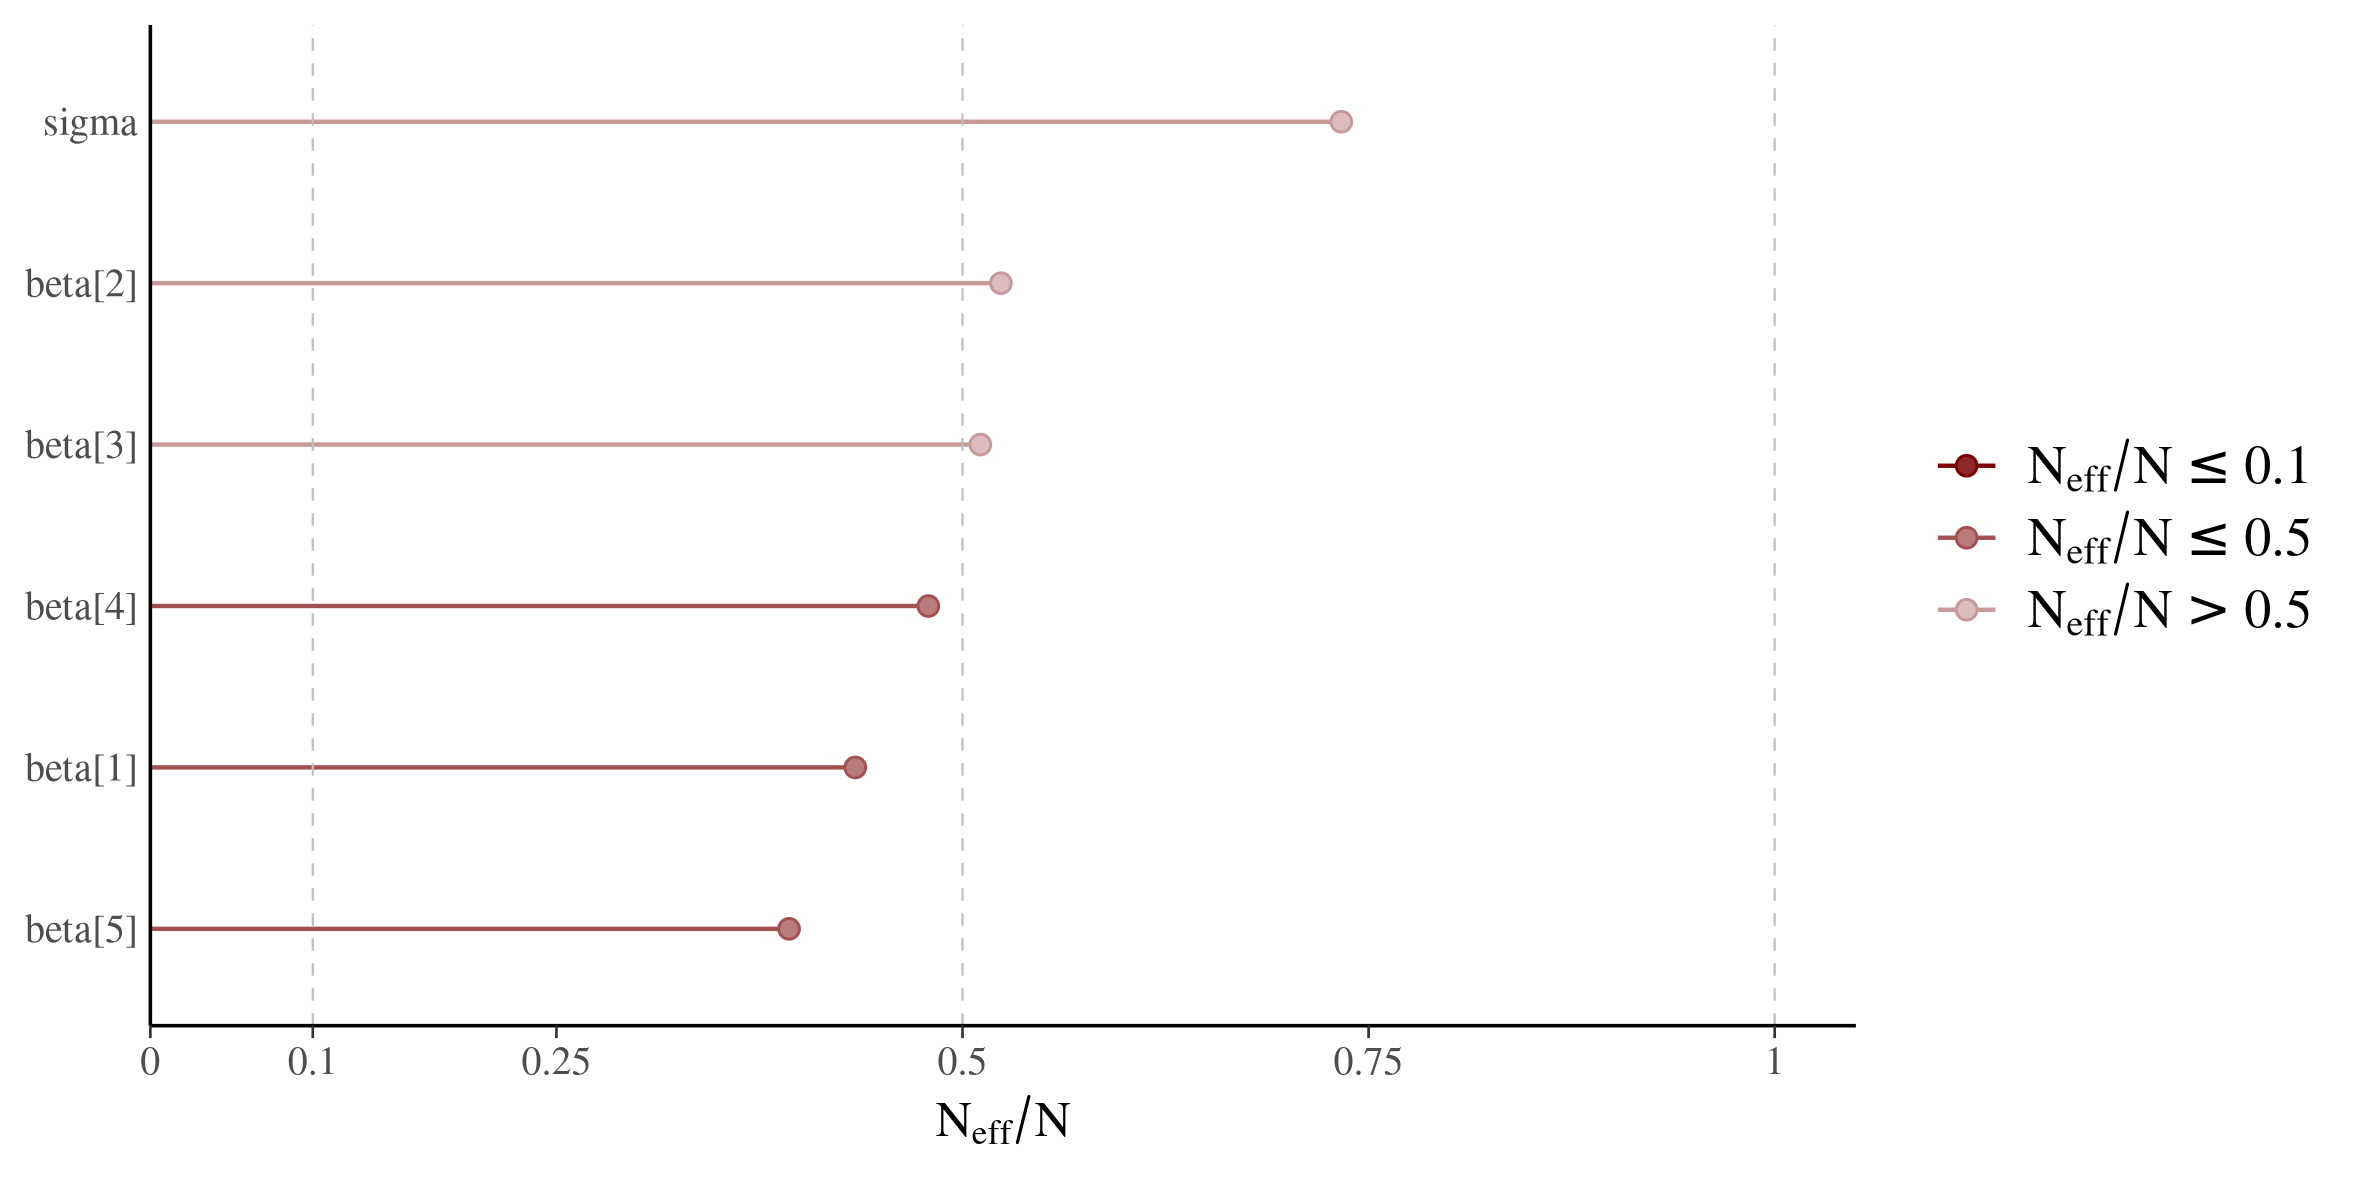 sigma
beta[2]
beta[3]
beta[4]
beta[1]
beta[5]
0 0.1 0.25 0.5 0.75 1
Neff/N
Neff/N ≤ 0.1
Neff/N ≤ 0.5
Neff/N > 0.5